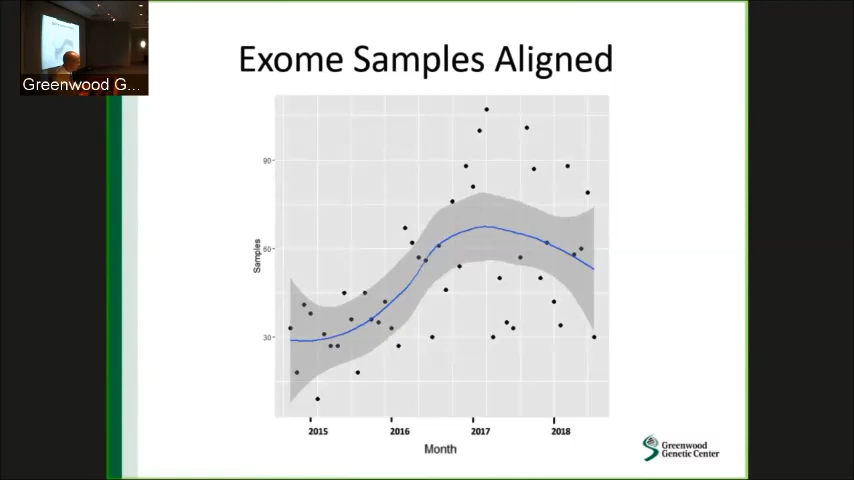 Greenwood G...
Exome Samples Aligned
90
60
30
Samples
2015 2016 2017 2018
Month
Greenwood
Genetic Center